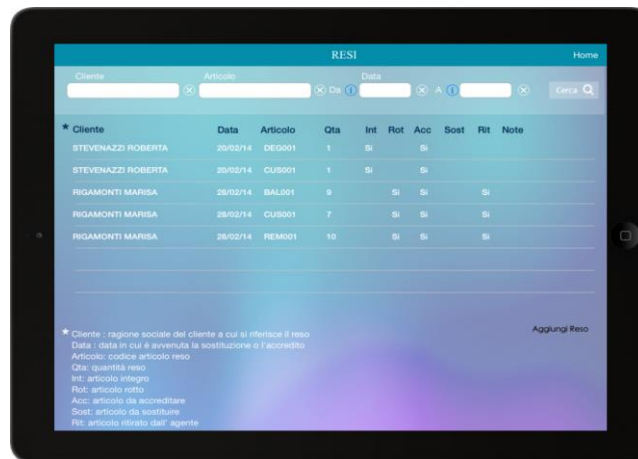 RESI Home
Cliente Articolo Data
Da A Cerca
* Cliente Data Articolo Qta Int Rot Acc Sost Rit Note
STEVENAZZI ROBERTA 20/02/14 DEG001 1 Si Si
STEVENAZZI ROBERTA 20/02/14 CUS001 1 Si Si
RIGAMONTI MARISA 28/02/14 BAL001 9 Si Si Si
RIGAMONTI MARISA 28/02/14 CUS001 7 Si Si Si
RIGAMONTI MARISA 28/02/14 REM001 10 Si Si Si
* Cliente : ragione sociale del cliente a cui si riferisce il reso
Aggiungi Reso
Data : data in cui è avvenuta la sostituzione o l'accredito
Articolo: codice articolo reso
Qta: quantità reso
Int: articolo integro
Rot: articolo rotto
Acc: articolo da accreditare
Sost: articolo da sostituire
Rit: articolo ritirato dall' agente